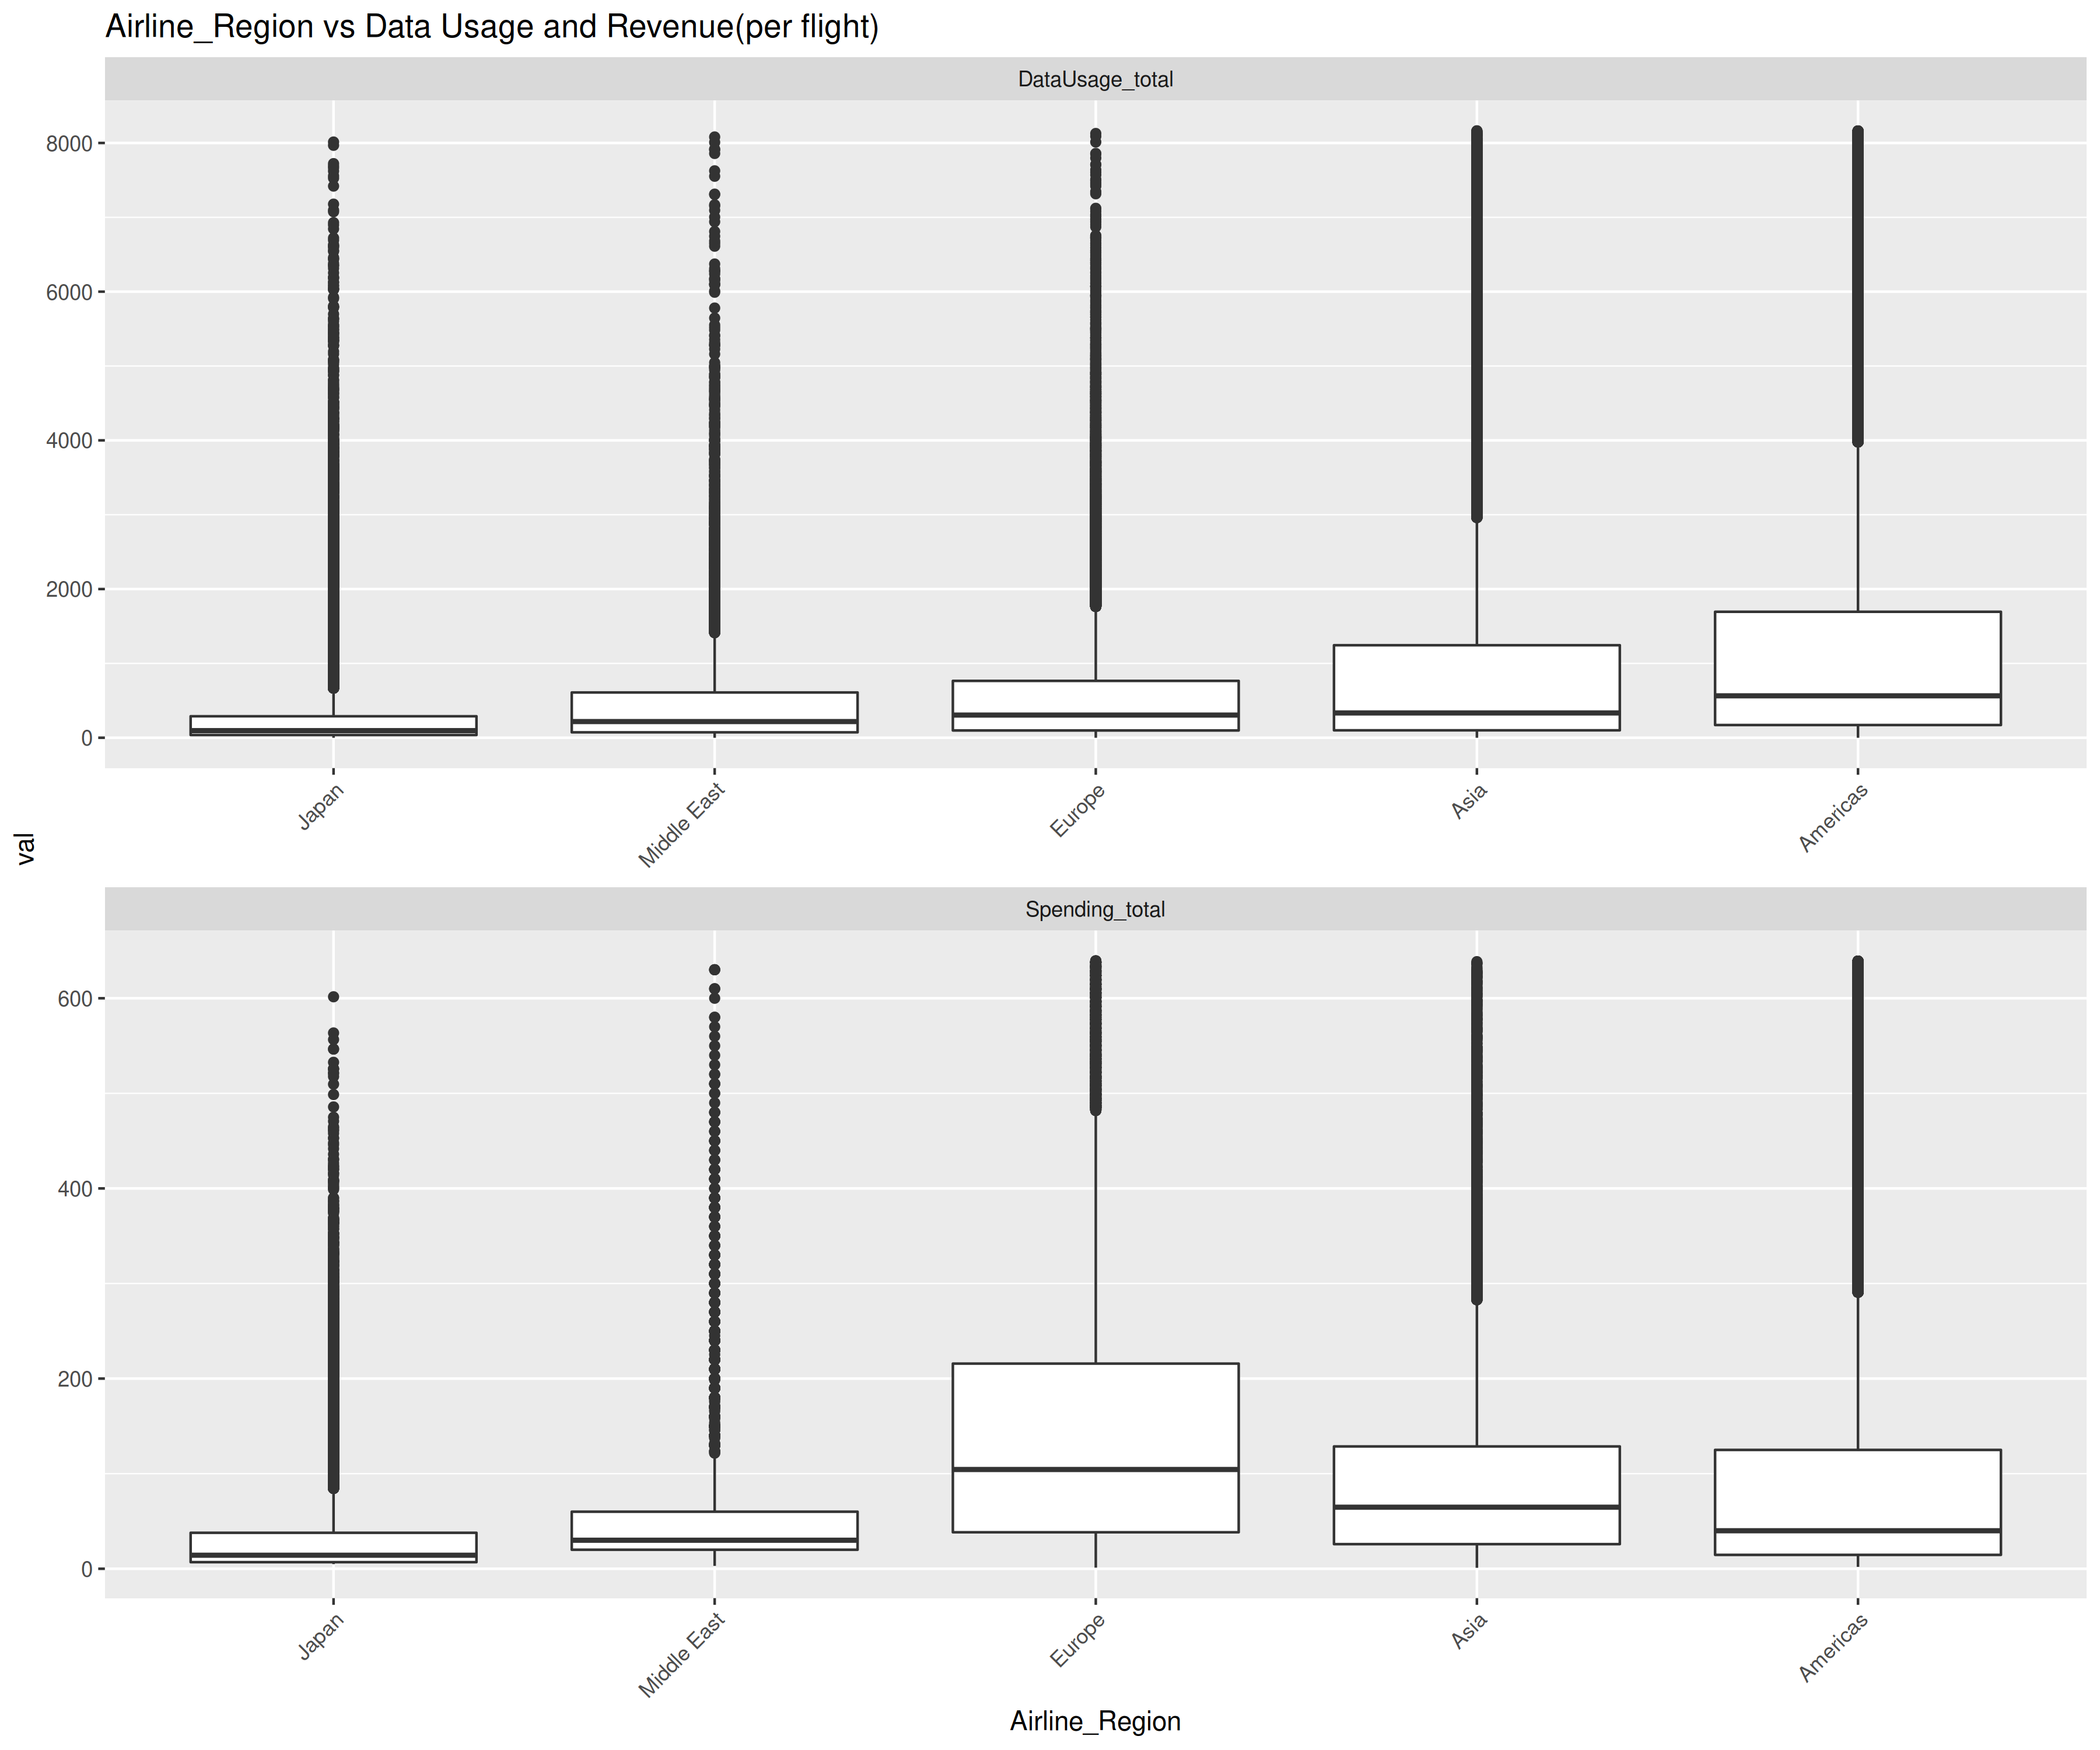 Airline_Region vs Data Usage and Revenue(per flight)
DataUsage_total
8000
6000
4000
2000
0
Japan
Middle East
Europe
Asia
Americas
val
Spending_total
600
400
200
0
Japan
Middle East
Europe
Asia
Americas
Airline_Region